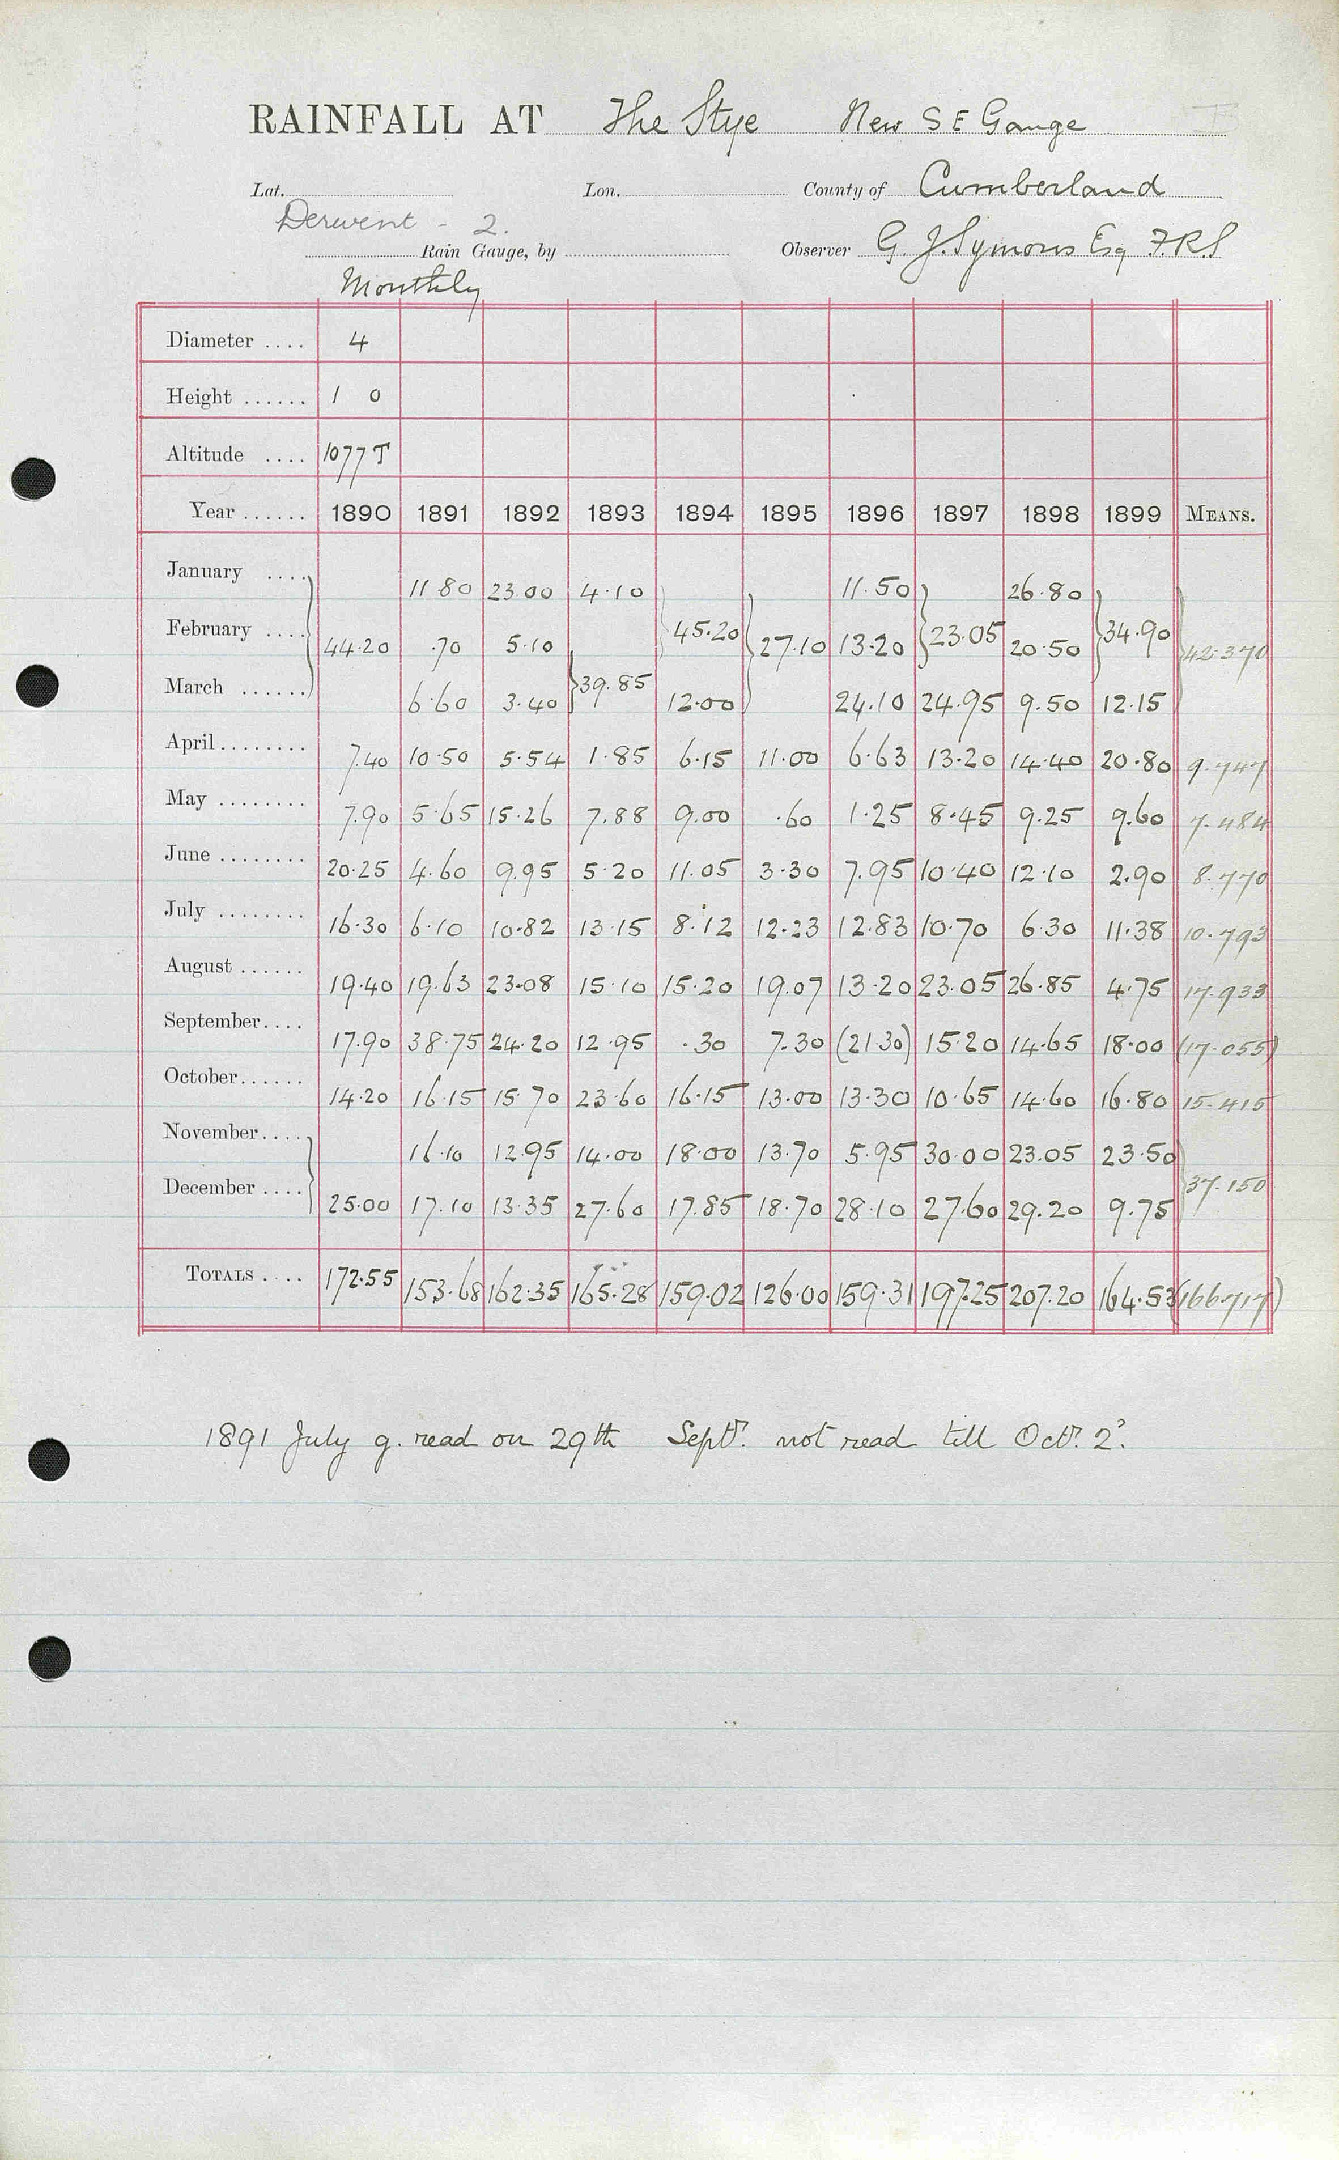 RAINFALL AT The Stye New S E Gauge
Lat. Lon. County of Cumberland
Derwent - 2.
Rain Gauge, by Observer G. J. Symons Esq F.R.S
Monthly
Diameter .... 4
Height ...... 1 0
Altitude .... 1077 T
Year ...... 1890 1891 1892 1893 1894 1895 1896 1897 1898 1899 MEANS.
January .... 11.80 23.00 4.10 11.50 26.80
February .... 44.20 .70 5.10 45.20 27.10 13.20 23.05 20.50 34.90 42.370
March ...... 6.60 3.40 39.85 12.00 24.10 24.95 9.50 12.15
April ........ 7.40 10.50 5.54 1.85 6.15 11.00 6.63 13.20 14.40 20.80 9.747
May ........ 7.90 5.65 15.26 7.88 9.00 .60 1.25 8.45 9.25 9.60 7.484
June ........ 20.25 4.60 9.95 5.20 11.05 3.30 7.95 10.40 12.10 2.90 8.770
July ........ 16.30 6.10 10.82 13.15 8.12 12.23 12.83 10.70 6.30 11.38 10.793
August ...... 19.40 19.63 23.08 15.10 15.20 19.07 13.20 23.05 26.85 4.75 17.933
September .... 17.90 38.75 24.20 12.95 .30 7.30 (21.30) 15.20 14.65 18.00 (17.055)
October ...... 14.20 16.15 15.70 23.60 16.15 13.00 13.30 10.65 14.60 16.80 15.415
November .... 16.10 12.95 14.00 18.00 13.70 5.95 30.00 23.05 23.50
December .... 25.00 17.10 13.35 27.60 17.85 18.70 28.10 27.60 29.20 9.75 37.150
TOTALS .... 172.55 153.68 162.35 165.28 159.02 126.00 159.31 197.25 207.20 164.53 (166.717)
1891 July g. read on 29th Septr. not read till Octr. 2?.